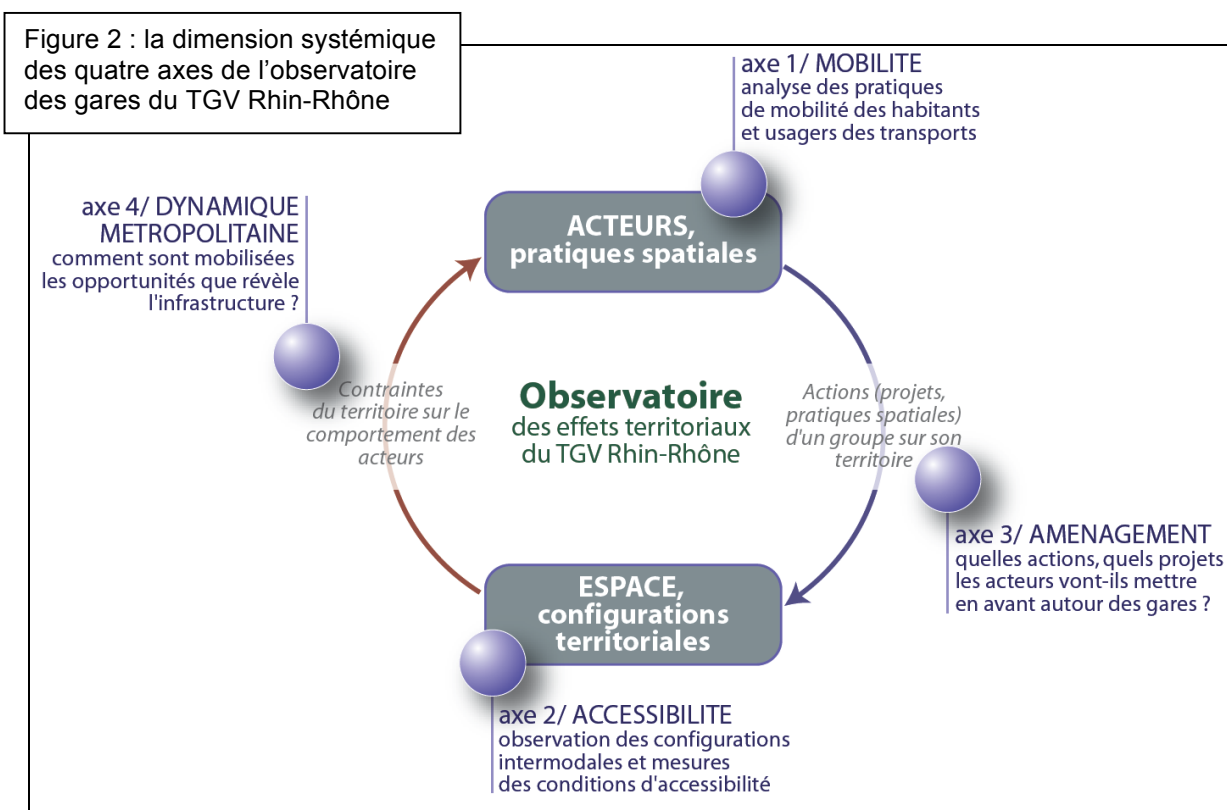 Figure 2 : la dimension systémique
des quatre axes de l'observatoire
des gares du TGV Rhin-Rhône
axe 1/ MOBILITE
analyse des pratiques
de mobilité des habitants
et usagers des transports
axe 4/ DYNAMIQUE
METROPOLITAINE
comment sont mobilisées
les opportunités que révèle
l'infrastructure ?
ACTEURS,
pratiques spatiales
Contraintes
du territoire sur le
comportement des
acteurs
Observatoire
des effets territoriaux
du TGV Rhin-Rhône
Actions (projets,
pratiques spatiales)
d'un groupe sur son
territoire
axe 3/ AMENAGEMENT
quelles actions, quels projets
les acteurs vont-ils mettre
en avant autour des gares ?
ESPACE,
configurations
territoriales
axe 2/ ACCESSIBILITE
observation des configurations
intermodales et mesures
des conditions d'accessibilité